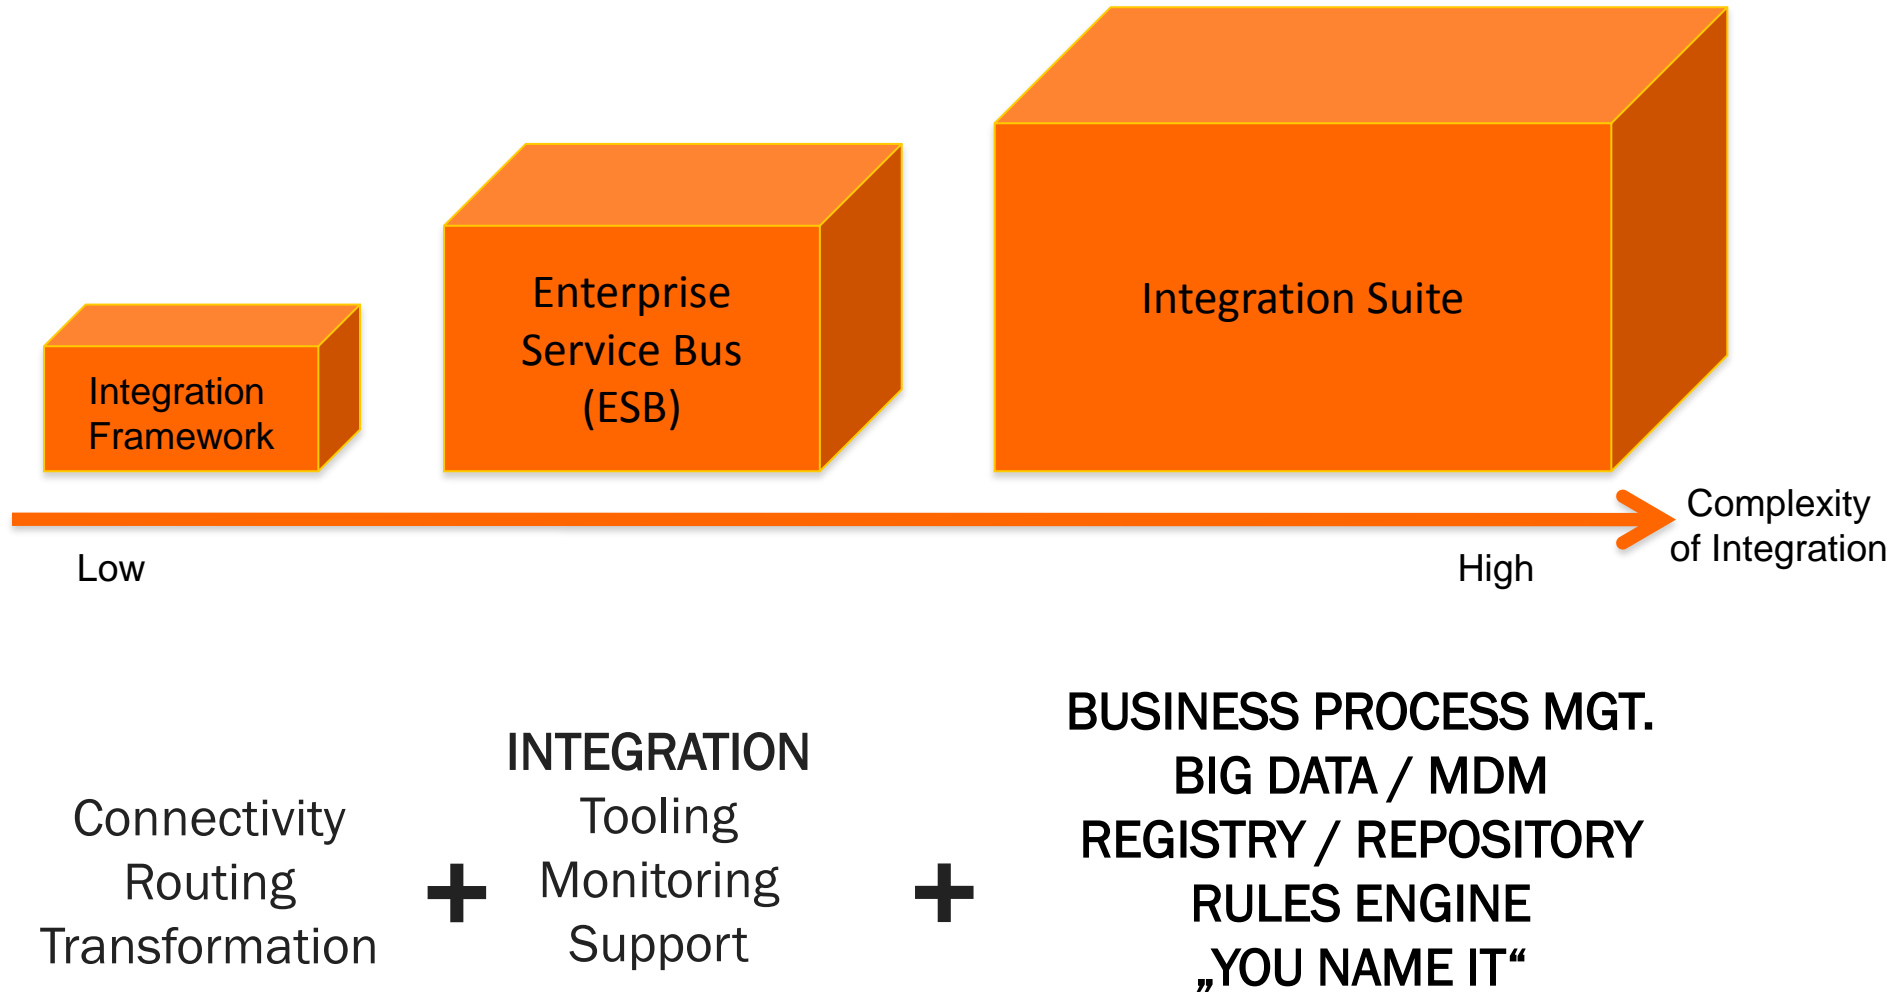 Integration
Framework
Enterprise
Service Bus
(ESB)
Integration Suite
Complexity
of Integration
Low
High
Connectivity
Routing
Transformation
+
INTEGRATION
Tooling
Monitoring
Support
+
BUSINESS PROCESS MGT.
BIG DATA / MDM
REGISTRY / REPOSITORY
RULES ENGINE
„YOU NAME IT“